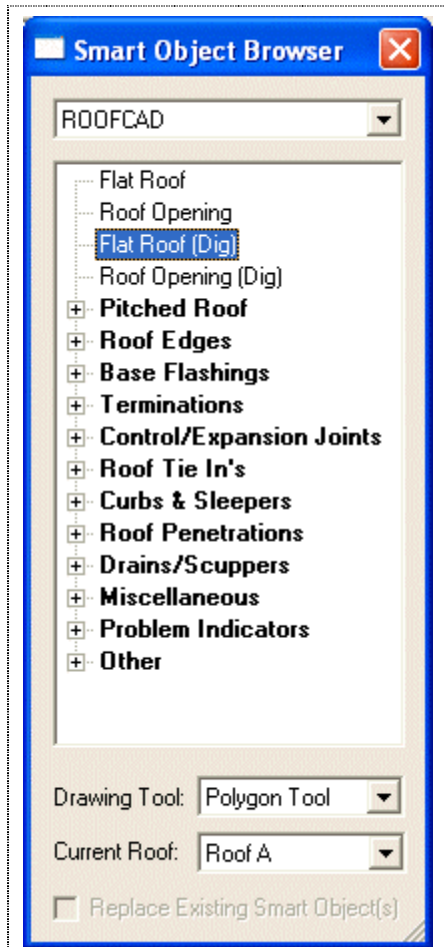 Smart Object Browser
ROOFCAD
Flat Roof
Roof Opening
Flat Roof (Dig)
Roof Opening (Dig)
Pitched Roof
Roof Edges
Base Flashings
Terminations
Control/Expansion Joints
Roof Tie In's
Curbs & Sleepers
Roof Penetrations
Drains/Scuppers
Miscellaneous
Problem Indicators
Other
Drawing Tool: Polygon Tool
Current Roof: Roof A
Replace Existing Smart Object(s)